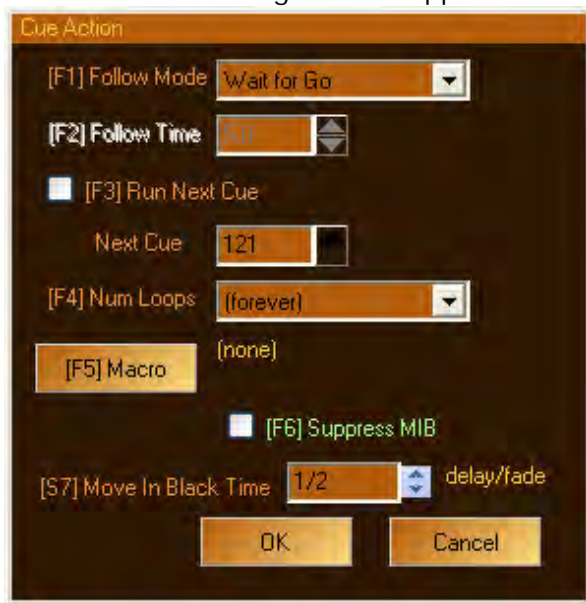 Cue Action
[F1] Follow Mode Wait for Go
[F2] Follow Time 5.0
[F3] Run Next Cue
Next Cue 121
[F4] Num Loops (forever)
[F5] Macro (none)
[F6] Suppress MIB
[S7] Move In Black Time 1/2 delay/fade
OK Cancel